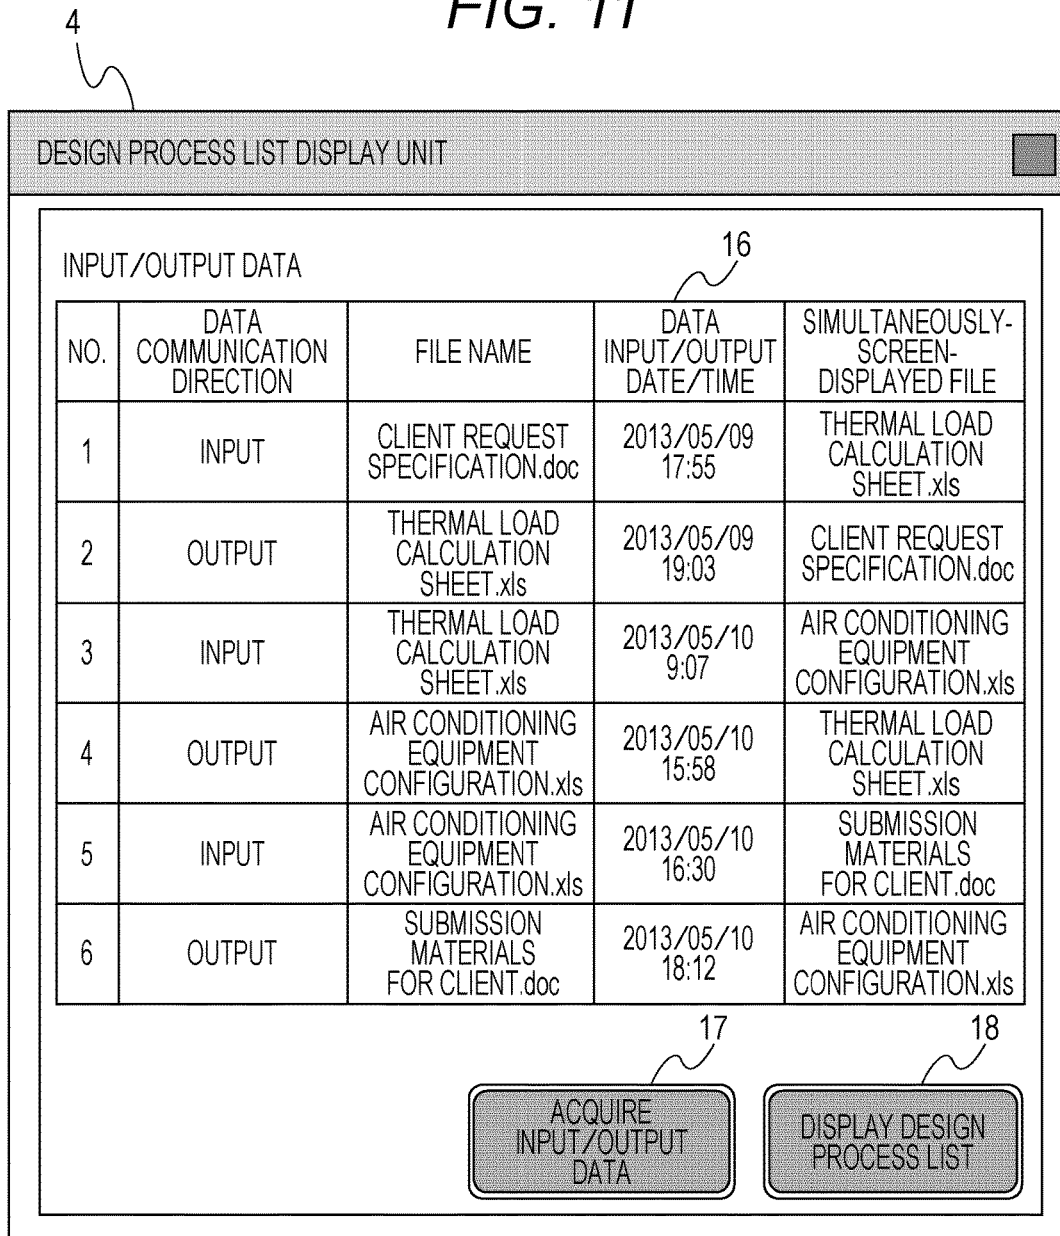 FIG. 11
4
DESIGN PROCESS LIST DISPLAY UNIT
16
INPUT/OUTPUT DATA
NO.
DATA
COMMUNICATION
DIRECTION
FILE NAME
DATA
INPUT/OUTPUT
DATE/TIME
SIMULTANEOUSLY-
SCREEN-
DISPLAYED FILE
1
INPUT
CLIENT REQUEST
SPECIFICATION.doc
2013/05/09
17:55
THERMAL LOAD
CALCULATION
SHEET.xls
2
OUTPUT
THERMAL LOAD
CALCULATION
SHEET.xls
2013/05/09
19:03
CLIENT REQUEST
SPECIFICATION.doc
3
INPUT
THERMAL LOAD
CALCULATION
SHEET.xls
2013/05/10
9:07
AIR CONDITIONING
EQUIPMENT
CONFIGURATION.xls
4
OUTPUT
AIR CONDITIONING
EQUIPMENT
CONFIGURATION.xls
2013/05/10
15:58
THERMAL LOAD
CALCULATION
SHEET.xls
5
INPUT
AIR CONDITIONING
EQUIPMENT
CONFIGURATION.xls
2013/05/10
16:30
SUBMISSION
MATERIALS
FOR CLIENT.doc
6
OUTPUT
SUBMISSION
MATERIALS
FOR CLIENT.doc
2013/05/10
18:12
AIR CONDITIONING
EQUIPMENT
CONFIGURATION.xls
17
18
ACQUIRE
INPUT/OUTPUT
DATA
DISPLAY DESIGN
PROCESS LIST